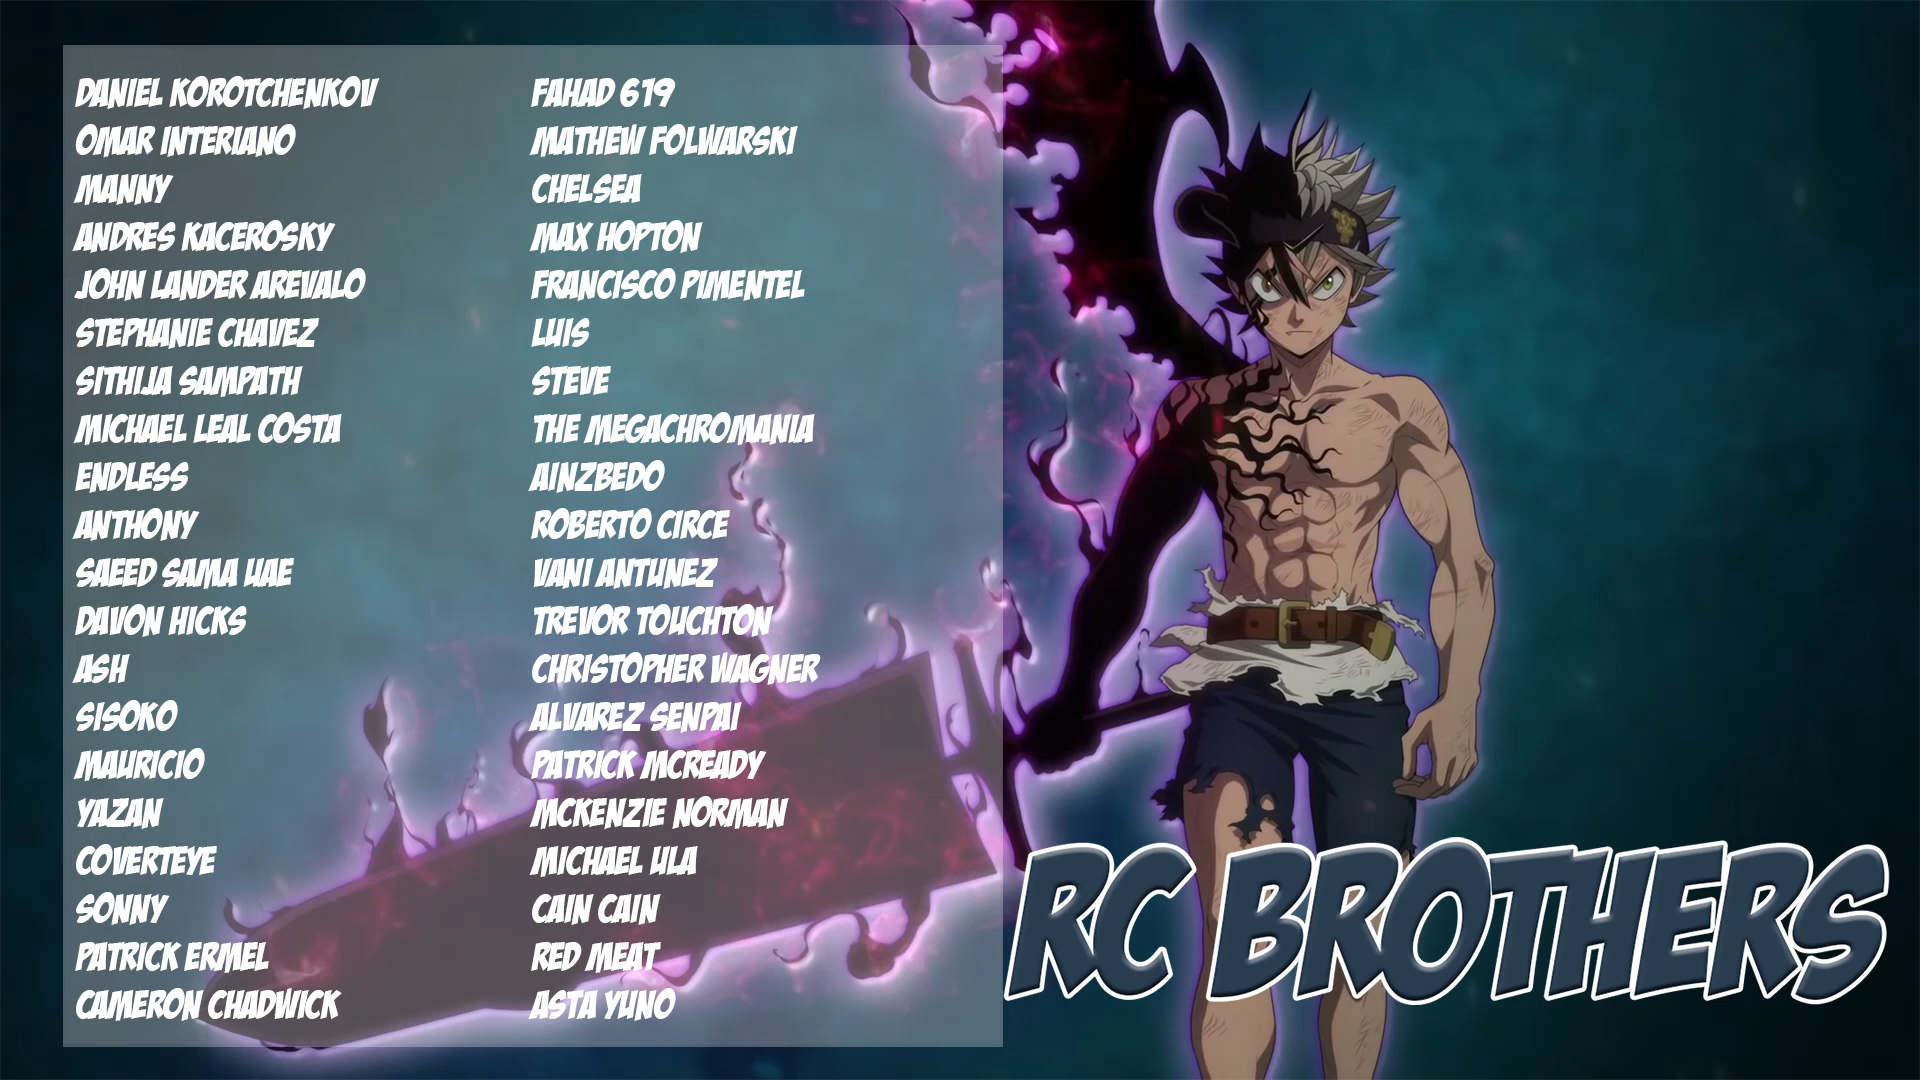 DANIEL KOROTCHENKOV
OMAR INTERIANO
MANNY
ANDRES KACEROSKY
JOHN LANDER AREVALO
STEPHANIE CHAVEZ
SITHIJA SAMPATH
MICHAEL LEAL COSTA
ENDLESS
ANTHONY
SAEED SAMA UAE
DAVON HICKS
ASH
SISOKO
MAURICIO
YAZAN
COVERTEYE
SONNY
PATRICK ERMEL
CAMERON CHADWICK
FAHAD 619
MATHEW FOLWARSKI
CHELSEA
MAX HOPTON
FRANCISCO PIMENTEL
LUIS
STEVE
THE MEGACHROMANIA
AINZBEDO
ROBERTO CIRCE
VANI ANTUNEZ
TREVOR TOUCHTON
CHRISTOPHER WAGNER
ALVAREZ SENPAI
PATRICK MCREADY
MCKENZIE NORMAN
MICHAEL ULA
CAIN CAIN
RED MEAT
ASTA YUNO
RC BROTHERS